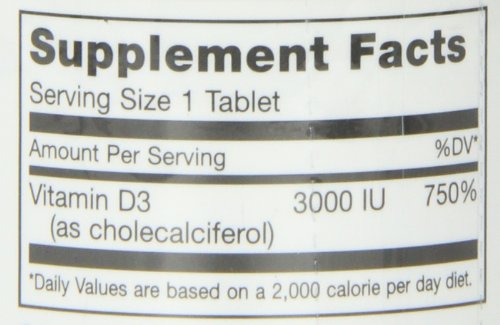 Supplement Facts
Serving Size 1 Tablet
Amount Per Serving %DV*
Vitamin D3 3000 IU 750%
(as cholecalciferol)
*Daily Values are based on a 2,000 calorie per day diet.